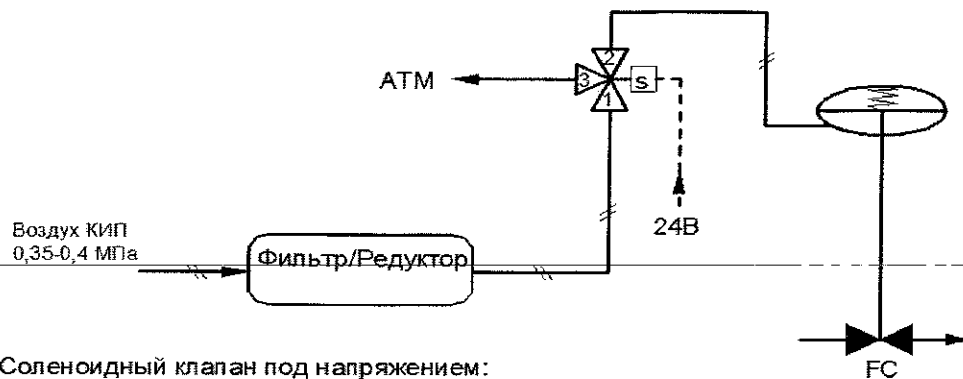 2
АТМ
3
S
1
24В
Воздух КИП
0,35-0,4 МПа
Фильтр/Редуктор
Соленоидный клапан под напряжением:
FC